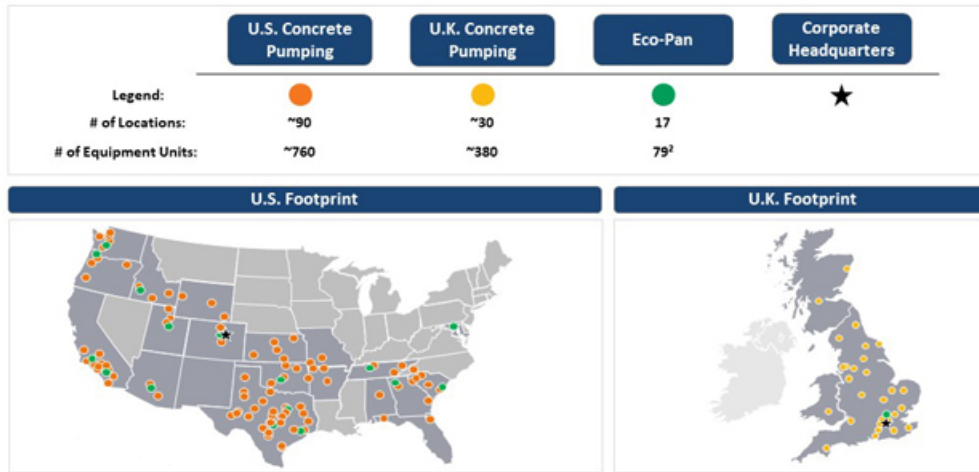 U.S. Concrete Pumping
U.K. Concrete Pumping
Eco-Pan
Corporate Headquarters
Legend:
# of Locations: ~90 ~30 17
# of Equipment Units: ~760 ~380 79²
U.S. Footprint
U.K. Footprint